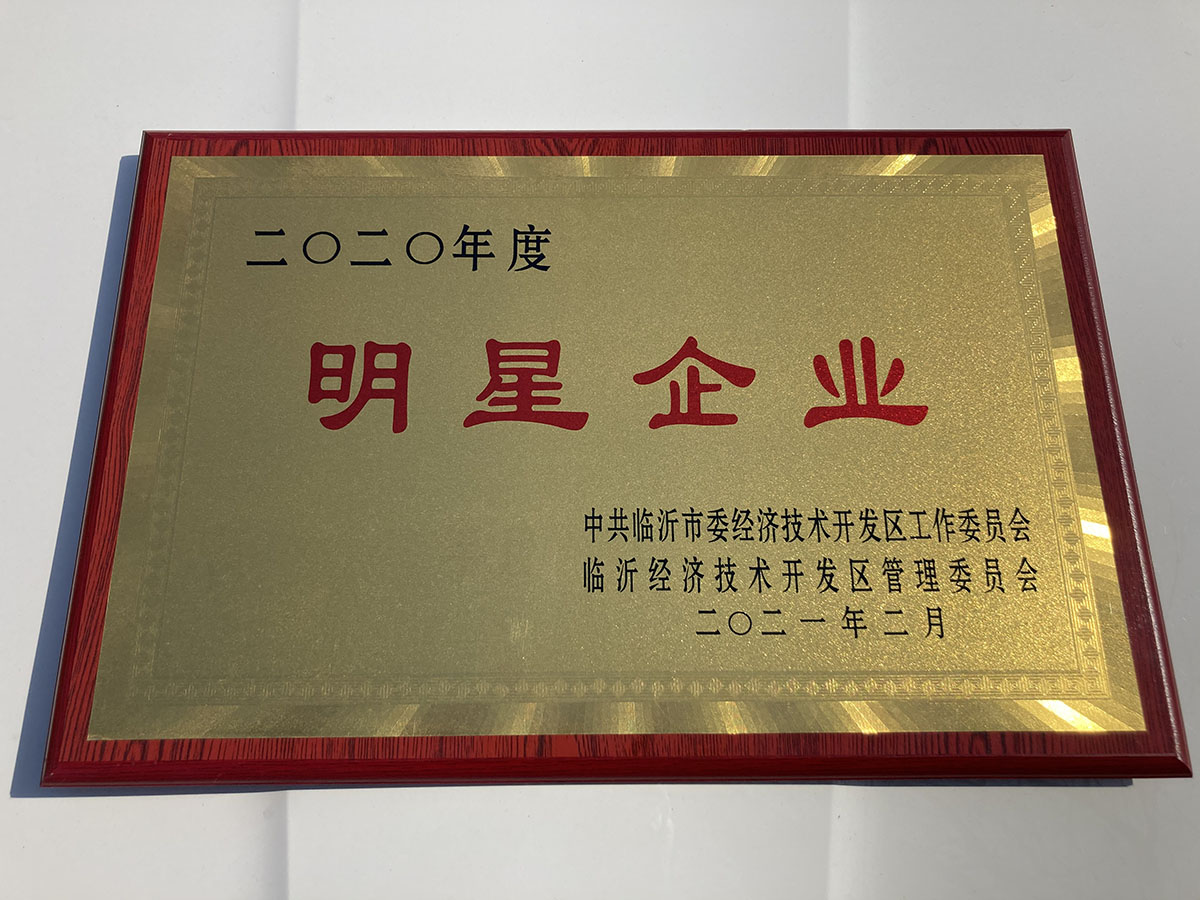 二〇二〇年度
明星企业
中共临沂市委经济技术开发区工作委员会
临沂经济技术开发区管理委员会
二〇二一年二月